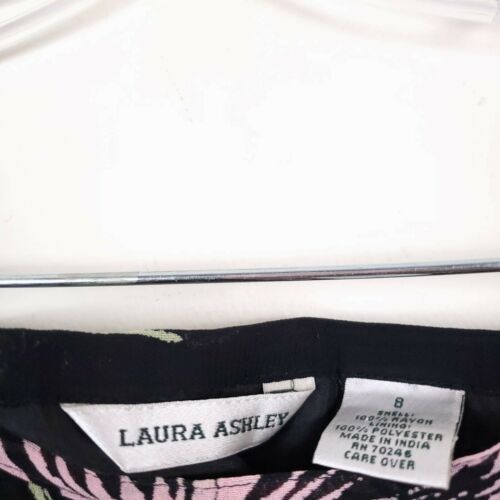 LAURA ASHLEY
8
SHELL:
100% RAYON
LINING:
100% POLYESTER
MADE IN INDIA
RN 70246
CARE OVER